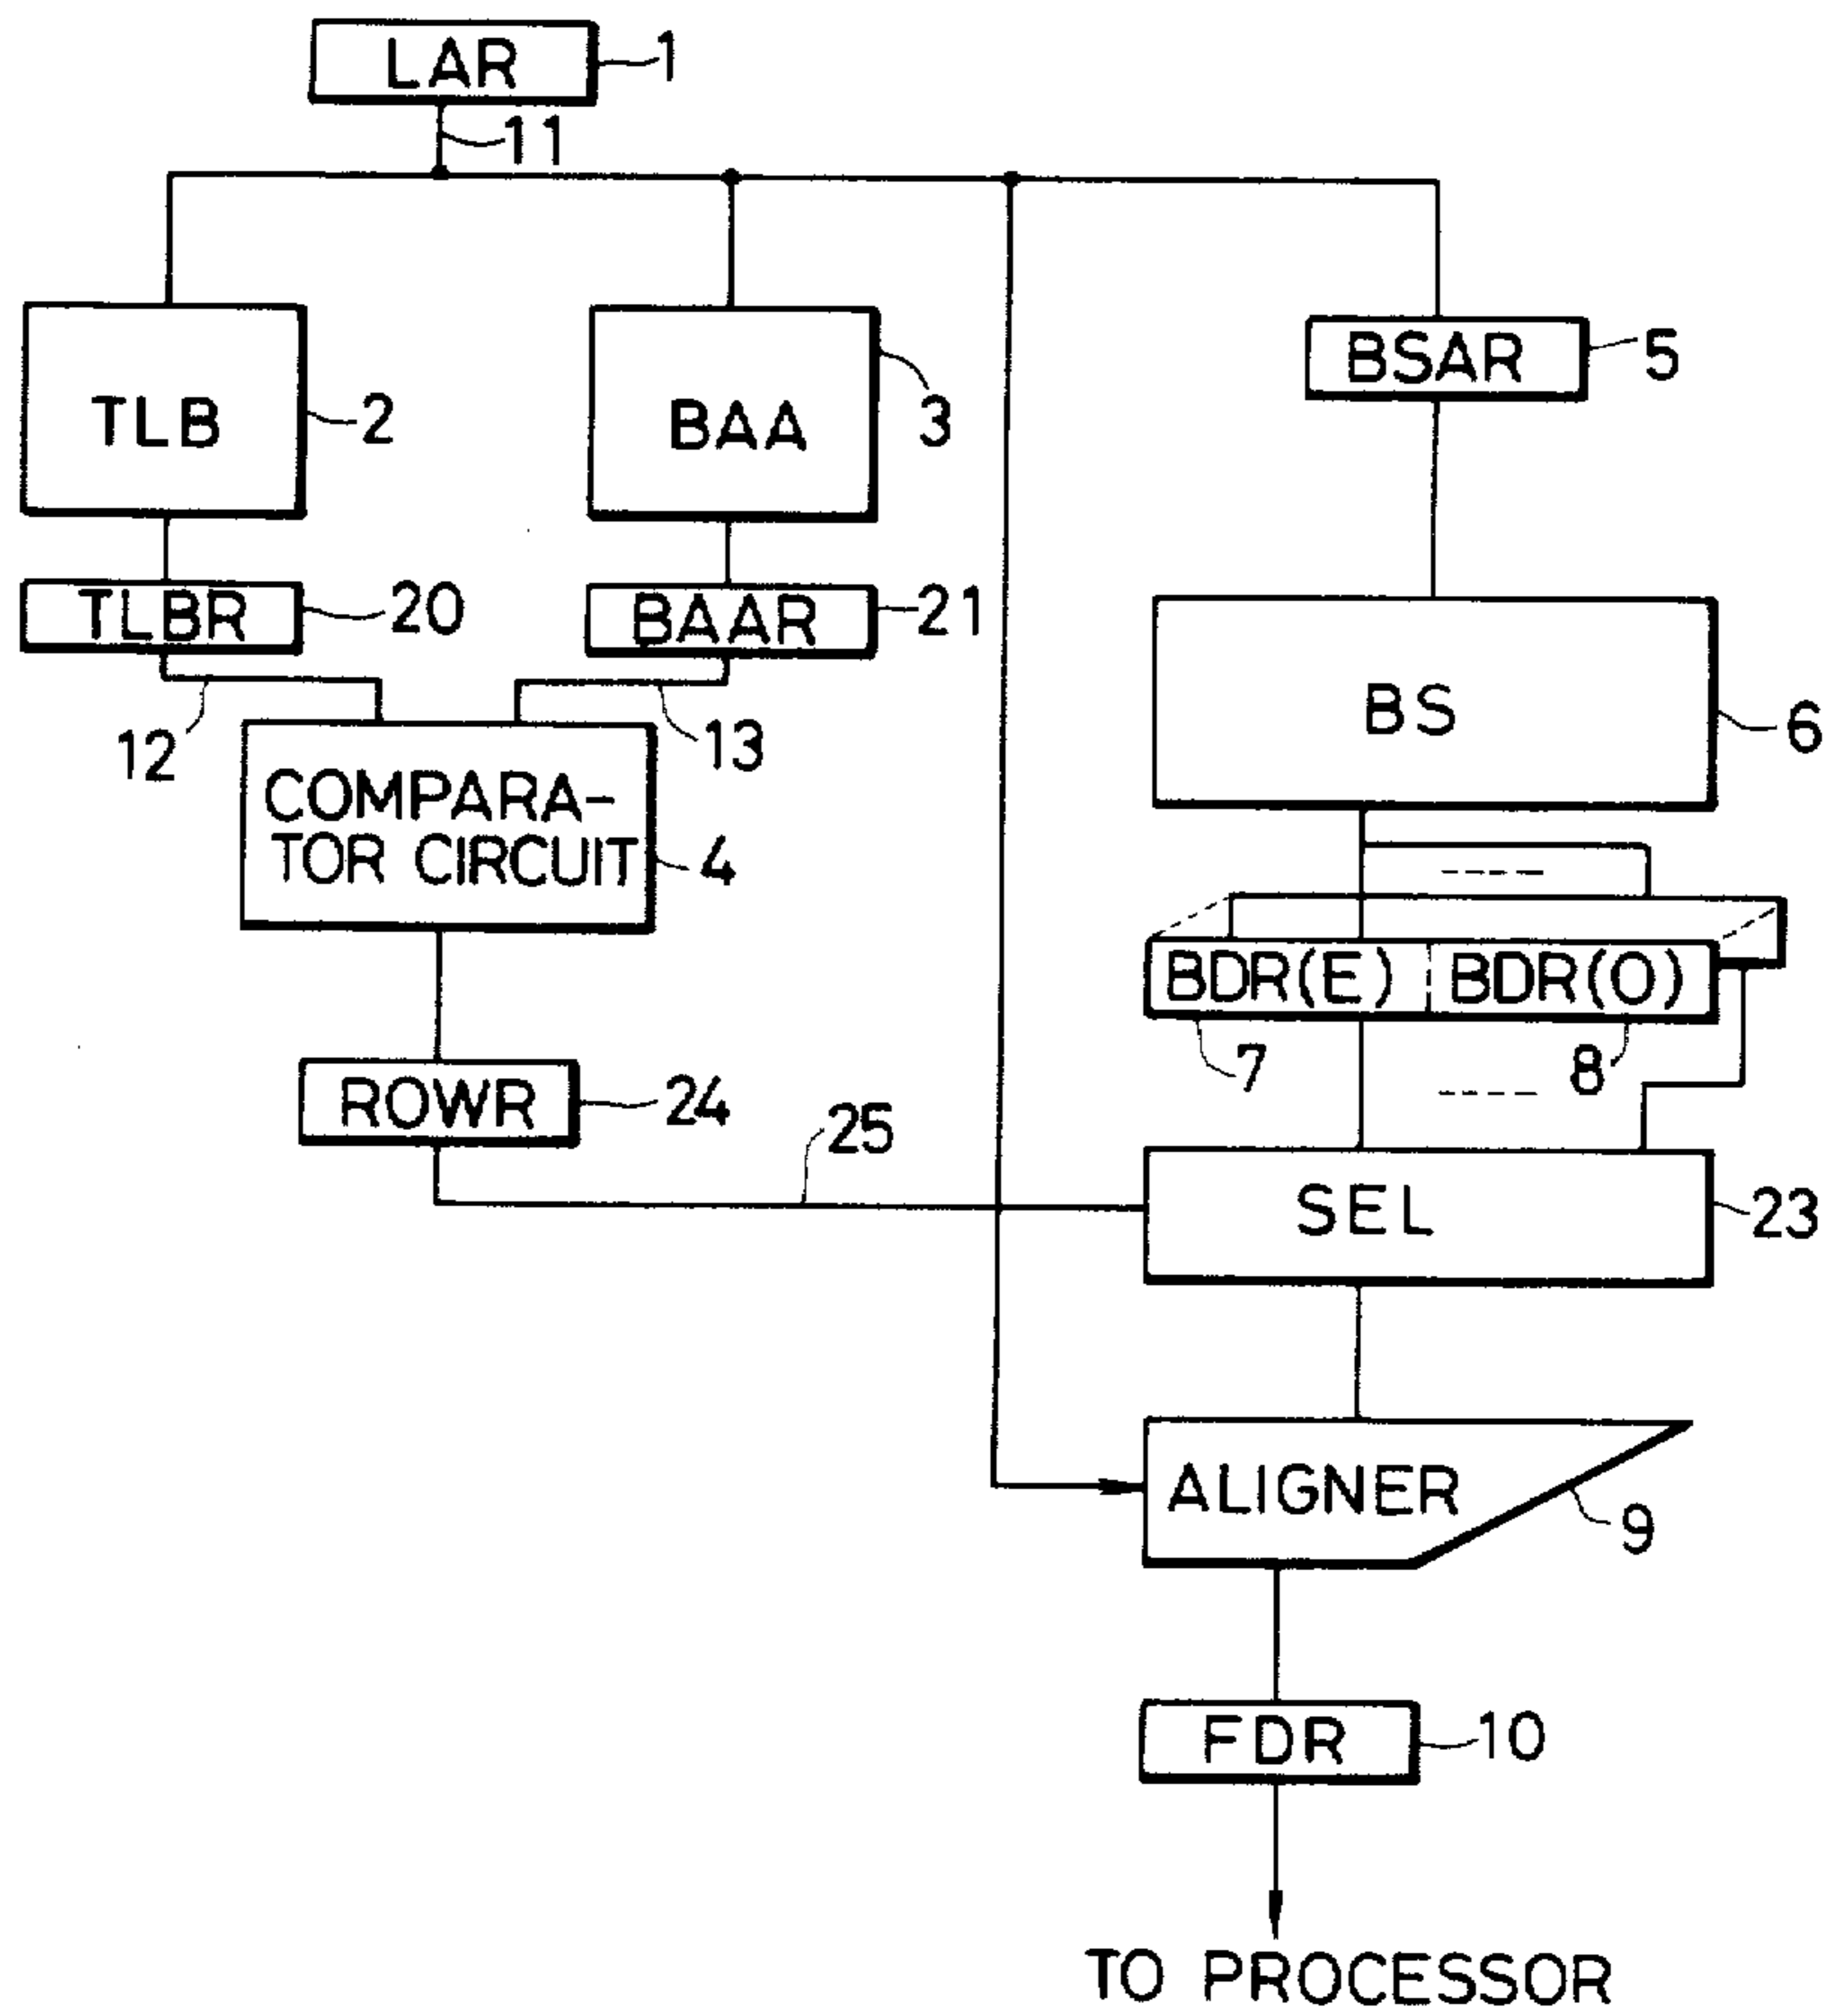 LAR
1
11
TLB
2
BAA
3
BSAR
5
TLBR
20
BAAR
21
BS
6
12
13
COMPARA-
TOR CIRCUIT
4
BDR(E)
BDR(O)
7
8
ROWR
24
25
SEL
23
ALIGNER
9
FDR
10
TO PROCESSOR